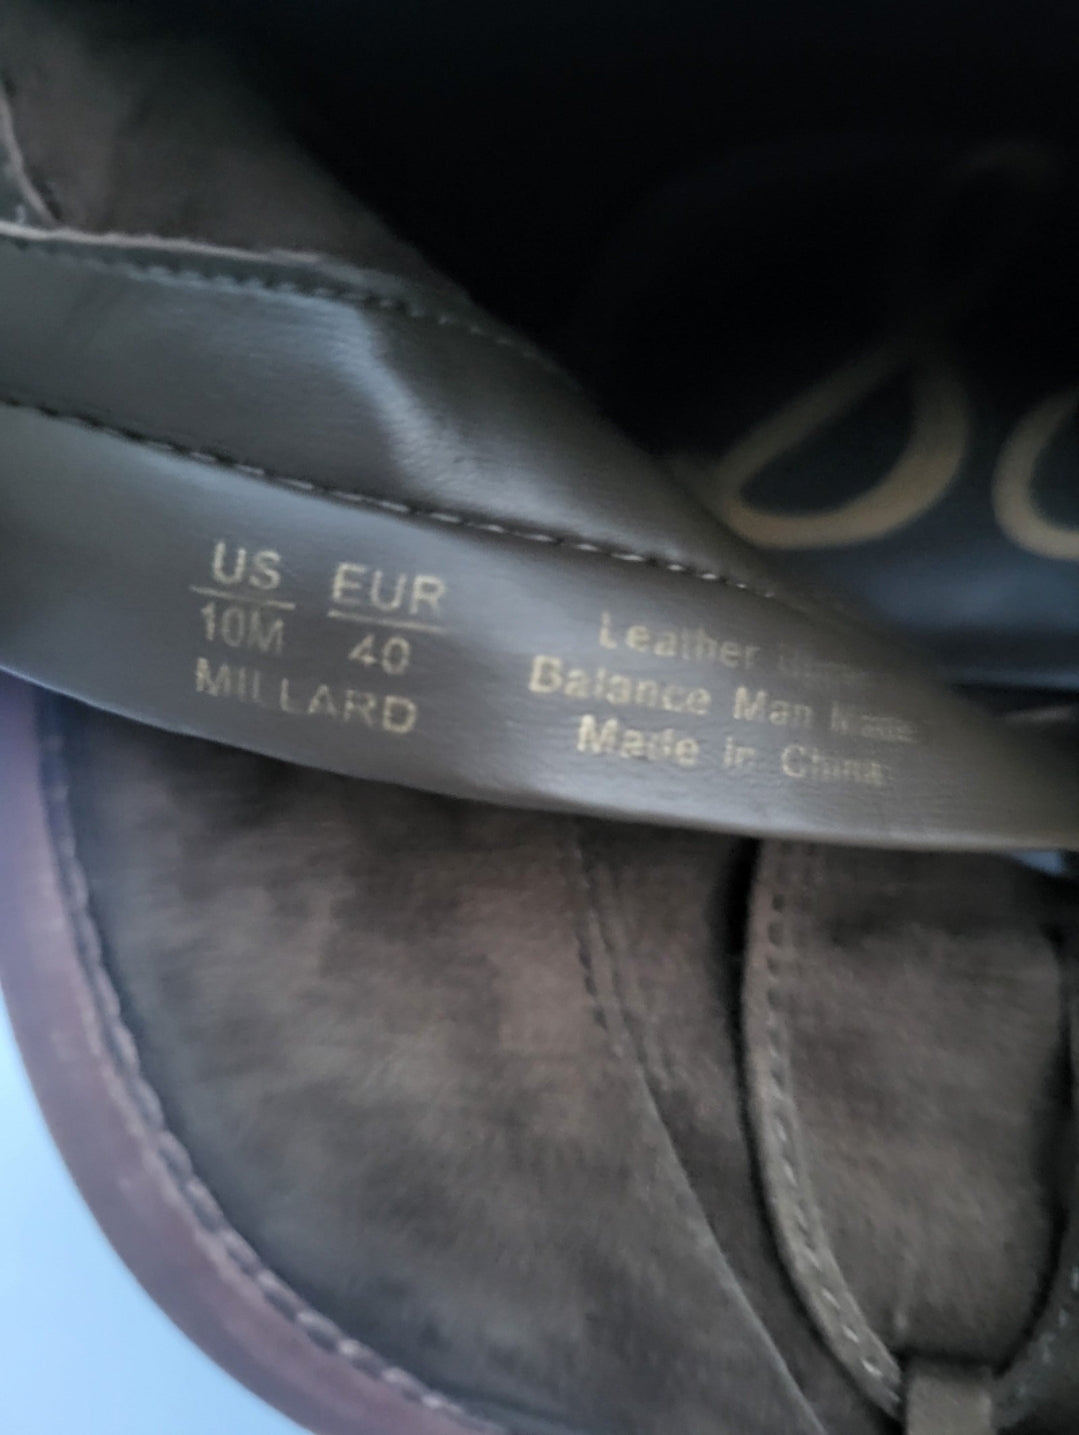 US EUR
10M 40
MILLARD
Leather
Balance Man Made
Made in China